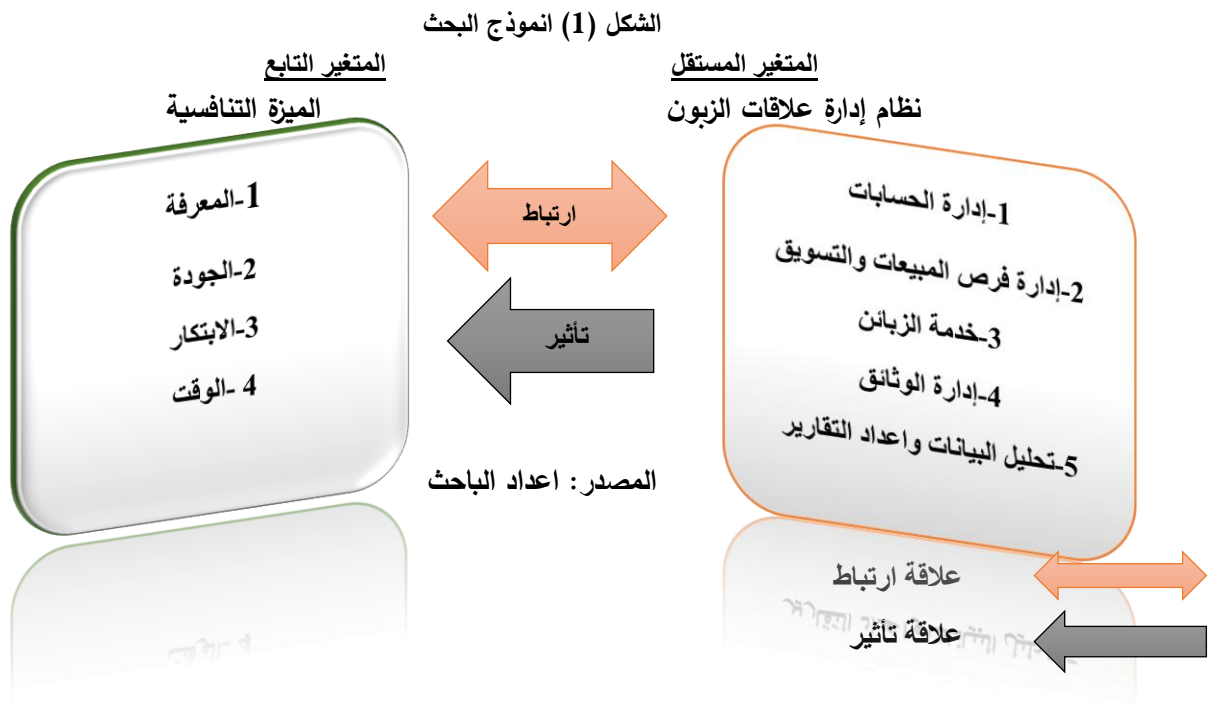 الشكل (1) انموذج البحث
المتغير المستقل
المتغير التابع
نظام إدارة علاقات الزبون
الميزة التنافسية
1-إدارة الحسابات
2-إدارة فرص المبيعات والتسويق
3-خدمة الزبائن
4-إدارة الوثائق
5-تحليل البيانات واعداد التقارير
ارتباط
تأثير
1-المعرفة
2-الجودة
3-الابتكار
4 -الوقت
المصدر: اعداد الباحث
علاقة ارتباط
علاقة تأثير